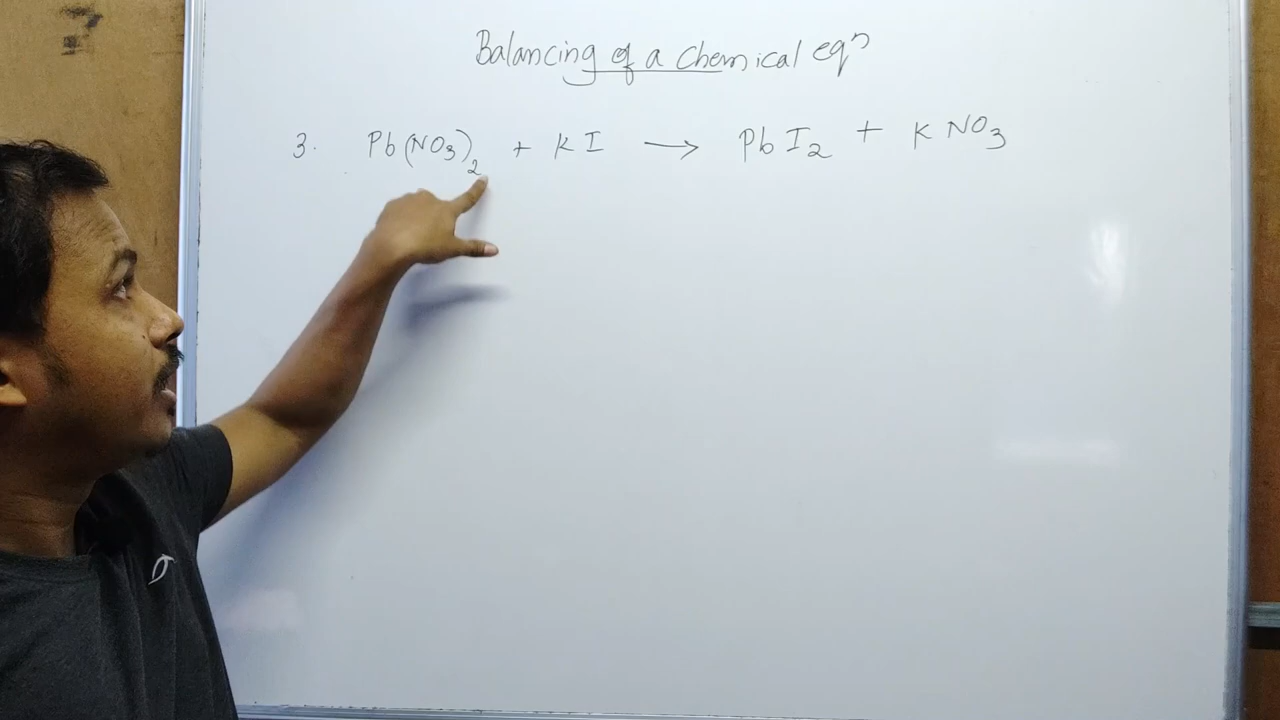 Balancing of a chemical eqⁿ
3. Pb(NO₃)₂ + KI → PbI₂ + KNO₃